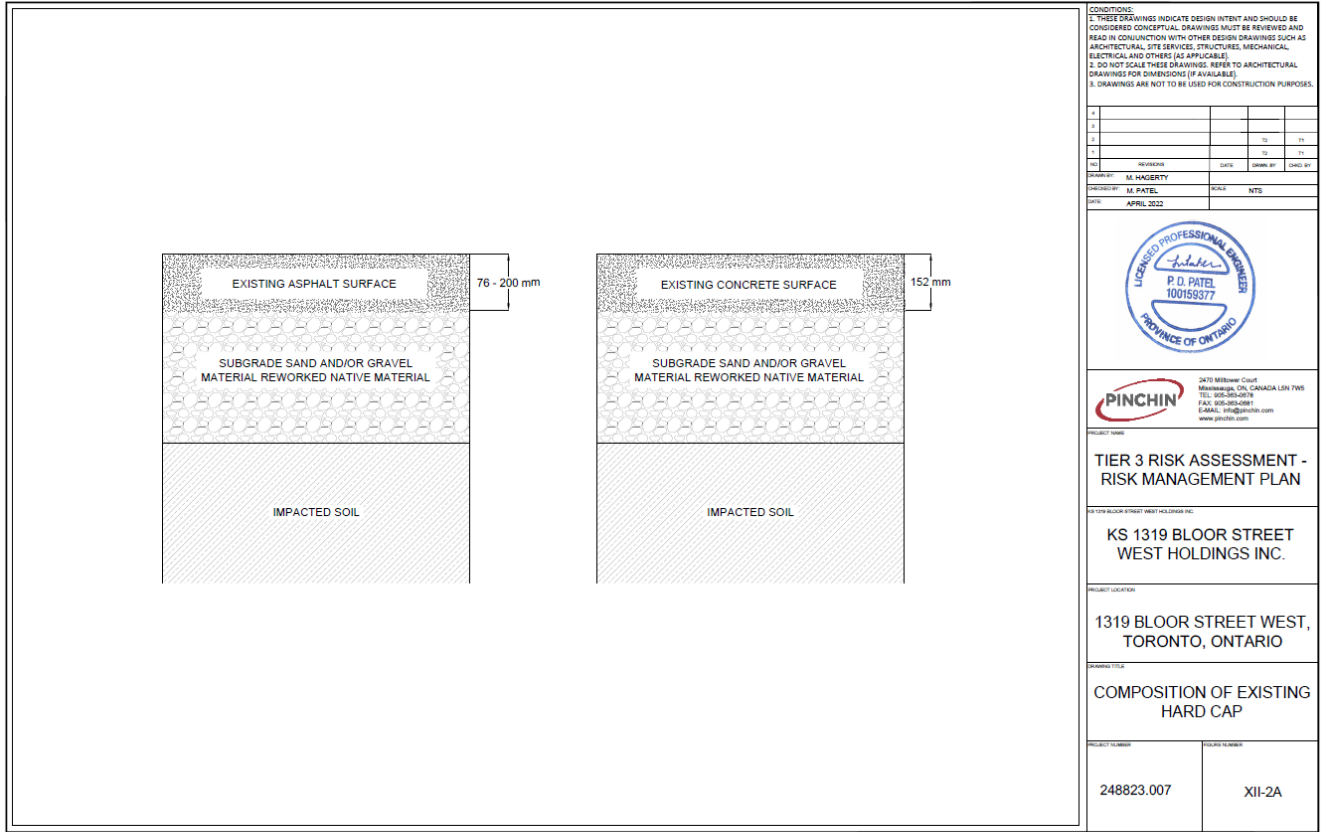 EXISTING ASPHALT SURFACE
76 - 200 mm
SUBGRADE SAND AND/OR GRAVEL
MATERIAL REWORKED NATIVE MATERIAL
IMPACTED SOIL
EXISTING CONCRETE SURFACE
152 mm
SUBGRADE SAND AND/OR GRAVEL
MATERIAL REWORKED NATIVE MATERIAL
IMPACTED SOIL
CONDITIONS:
1. THESE DRAWINGS INDICATE DESIGN INTENT AND SHOULD BE
CONSIDERED CONCEPTUAL. DRAWINGS MUST BE REVIEWED AND
READ IN CONJUNCTION WITH OTHER DESIGN DRAWINGS SUCH AS
ARCHITECTURAL, SITE SERVICES, STRUCTURES, MECHANICAL,
ELECTRICAL AND OTHERS (AS APPLICABLE).
2. DO NOT SCALE THESE DRAWINGS. REFER TO ARCHITECTURAL
DRAWINGS FOR DIMENSIONS (IF AVAILABLE).
3. DRAWINGS ARE NOT TO BE USED FOR CONSTRUCTION PURPOSES.
4
3
2
1
NO REVISIONS DATE DRWN. BY CHKD. BY
DRAWN BY: M. HAGERTY
CHECKED BY: M. PATEL SCALE NTS
DATE: APRIL 2022
LICENSED PROFESSIONAL ENGINEER
P. D. PATEL
100159377
PROVINCE OF ONTARIO
PINCHIN
2470 Milltower Court
Mississauga, ON, CANADA L5N 7W5
TEL: 905-363-0678
FAX: 905-363-0681
E-MAIL: info@pinchin.com
www.pinchin.com
PROJECT NAME
TIER 3 RISK ASSESSMENT -
RISK MANAGEMENT PLAN
KS 1319 BLOOR STREET WEST HOLDINGS INC.
KS 1319 BLOOR STREET
WEST HOLDINGS INC.
PROJECT LOCATION
1319 BLOOR STREET WEST,
TORONTO, ONTARIO
DRAWING TITLE
COMPOSITION OF EXISTING
HARD CAP
PROJECT NUMBER
248823.007
FIGURE NUMBER
XII-2A